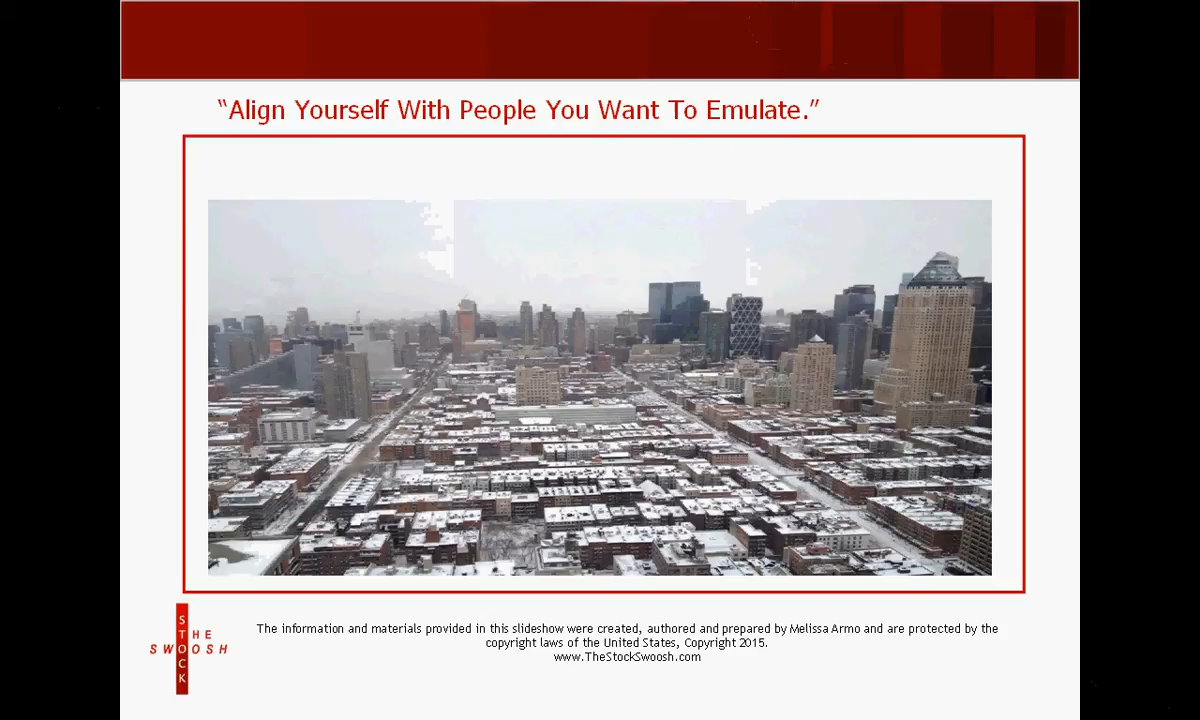 “Align Yourself With People You Want To Emulate.”
THE
STOCK
SWOOSH
The information and materials provided in this slideshow were created, authored and prepared by Melissa Armo and are protected by the
copyright laws of the United States, Copyright 2015.
www.TheStockSwoosh.com